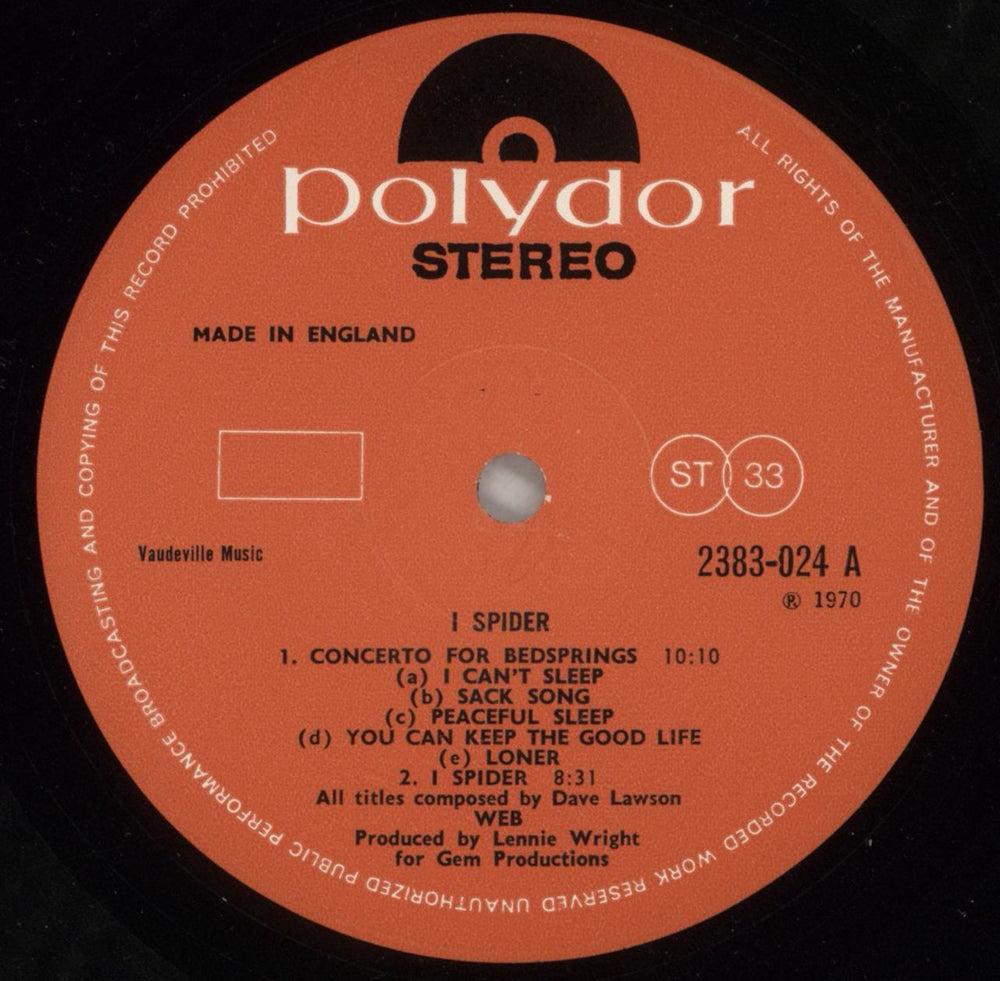 polydor
STEREO
MADE IN ENGLAND
ST 33
Vaudeville Music
2383-024 A
℗ 1970
I SPIDER
1. CONCERTO FOR BEDSPRINGS 10:10
(a) I CAN'T SLEEP
(b) SACK SONG
(c) PEACEFUL SLEEP
(d) YOU CAN KEEP THE GOOD LIFE
(e) LONER
2. I SPIDER 8:31
All titles composed by Dave Lawson
WEB
Produced by Lennie Wright
for Gem Productions
ALL RIGHTS OF THE MANUFACTURER AND OF THE OWNER OF THE RECORDED WORK RESERVED UNAUTHORIZED PUBLIC PERFORMANCE BROADCASTING AND COPYING OF THIS RECORD PROHIBITED